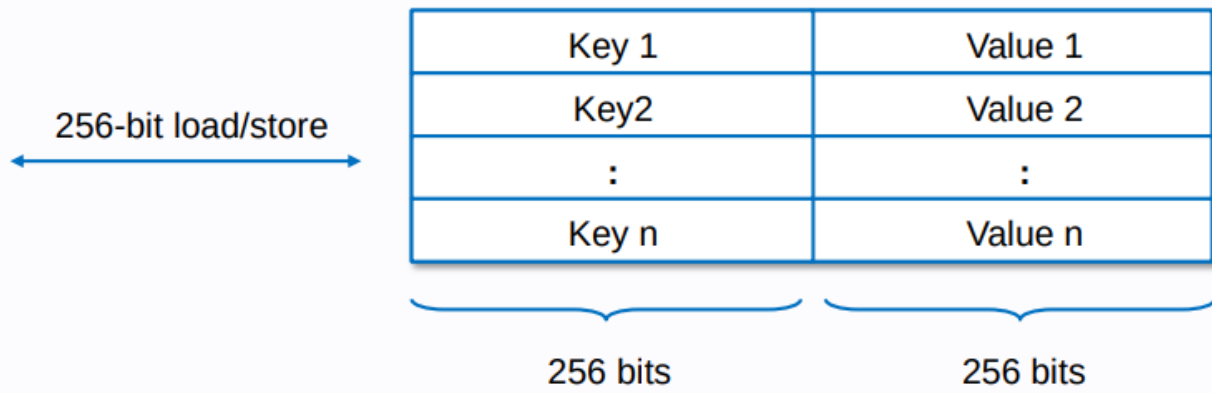 Key 1 Value 1
Key2 Value 2
256-bit load/store
: :
Key n Value n
256 bits 256 bits